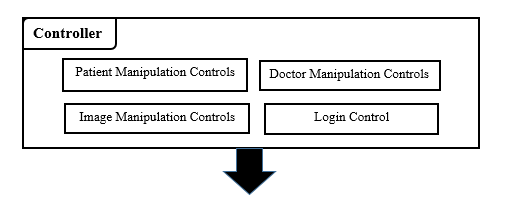 Controller
Patient Manipulation Controls
Doctor Manipulation Controls
Image Manipulation Controls
Login Control